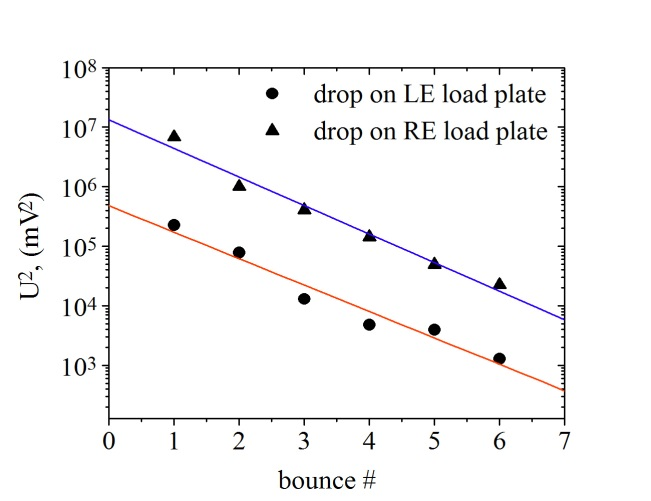 10⁸
10⁷
10⁶
10⁵
10⁴
10³
U², (mV²)
drop on LE load plate
drop on RE load plate
0 1 2 3 4 5 6 7
bounce #